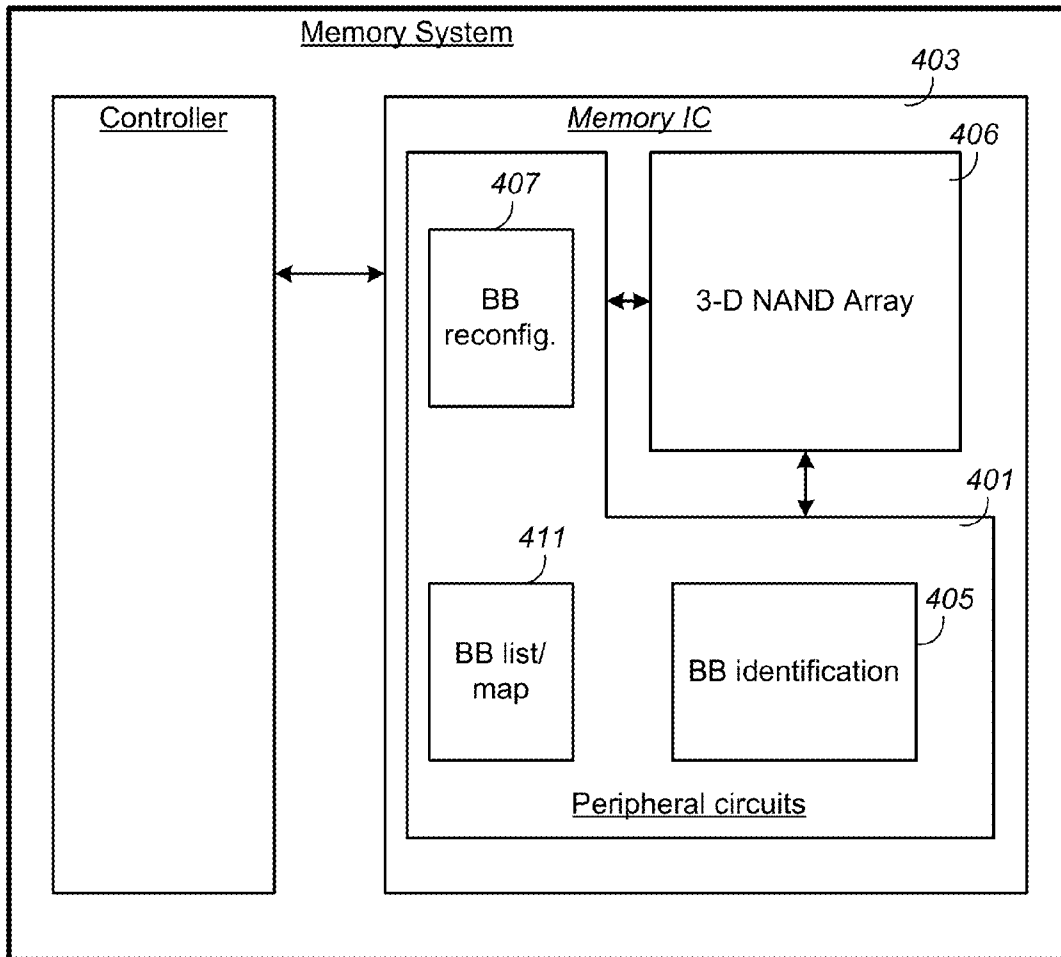 Memory System
403
Controller
Memory IC
406
407
BB
reconfig.
3-D NAND Array
401
411
405
BB list/
map
BB identification
Peripheral circuits